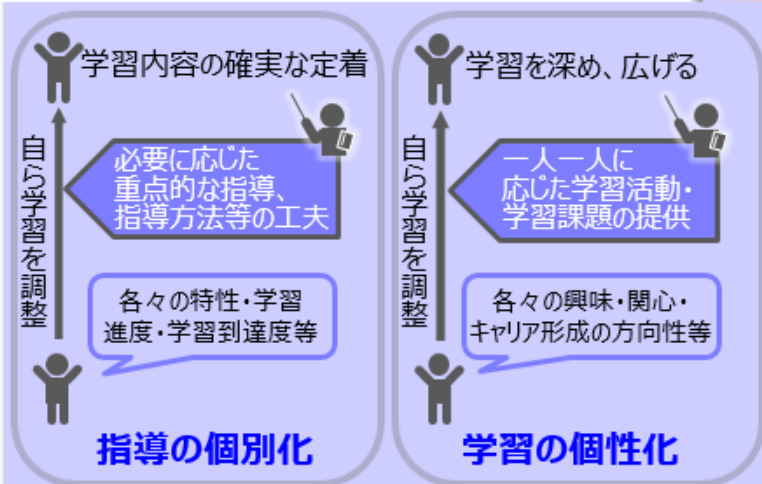 学習内容の確実な定着
自ら学習を調整
必要に応じた
重点的な指導、
指導方法等の工夫
各々の特性・学習
進度・学習到達度等
指導の個別化
学習を深め、広げる
自ら学習を調整
一人一人に
応じた学習活動・
学習課題の提供
各々の興味・関心・
キャリア形成の方向性等
学習の個性化